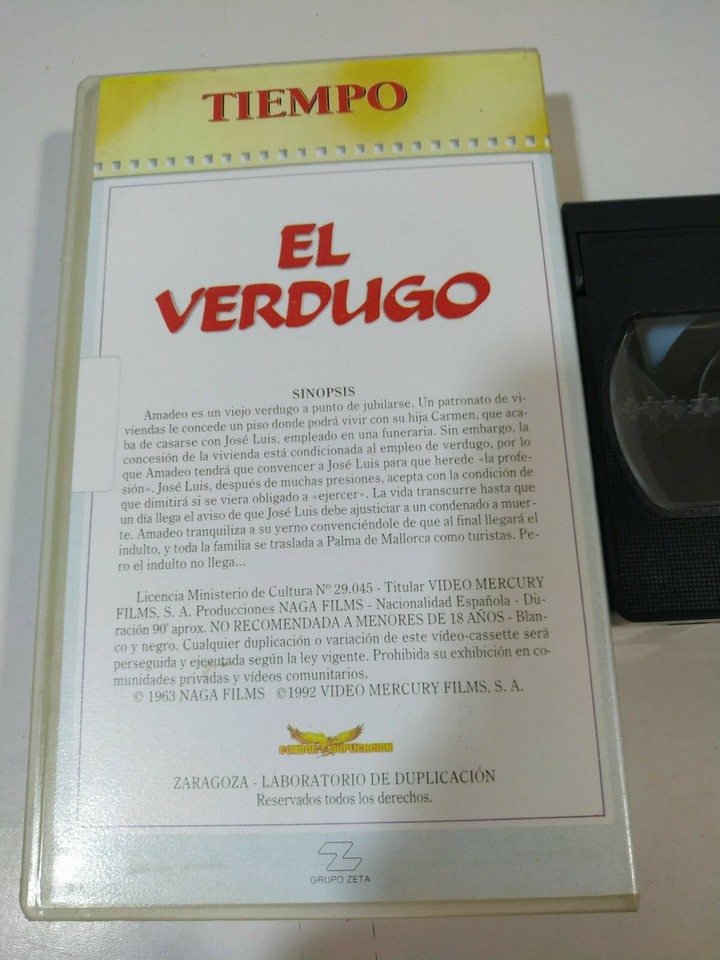 TIEMPO
EL
VERDUGO
SINOPSIS
Amadeo es un viejo verdugo a punto de jubilarse. Un patronato de vi-
viendas le concede un piso donde podrá vivir con su hija Carmen, que aca-
ba de casarse con José Luis, empleado en una funeraria. Sin embargo, la
concesión de la vivienda está condicionada al empleo de verdugo, por lo
que Amadeo tendrá que convencer a José Luis para que herede «la profe-
sión». José Luis, después de muchas presiones, acepta con la condición de
que dimitirá si se viera obligado a «ejercer». La vida transcurre hasta que
un día llega el aviso de que José Luis debe ajusticiar a un condenado a muer-
te. Amadeo tranquiliza a su yerno convenciéndole de que al final llegará el
indulto, y toda la familia se traslada a Palma de Mallorca como turistas. Pe-
ro el indulto no llega...
Licencia Ministerio de Cultura Nº 29.045 - Titular VIDEO MERCURY
FILMS, S. A. Producciones NAGA FILMS - Nacionalidad Española - Du-
ración 90' aprox. NO RECOMENDADA A MENORES DE 18 AÑOS - Blan-
co y negro. Cualquier duplicación o variación de este vídeo-cassette será
perseguida y ejecutada según la ley vigente. Prohibida su exhibición en co-
munidades privadas y vídeos comunitarios.
© 1963 NAGA FILMS © 1992 VIDEO MERCURY FILMS, S. A.
ZARAGOZA - LABORATORIO DE DUPLICACIÓN
Reservados todos los derechos.
GRUPO ZETA